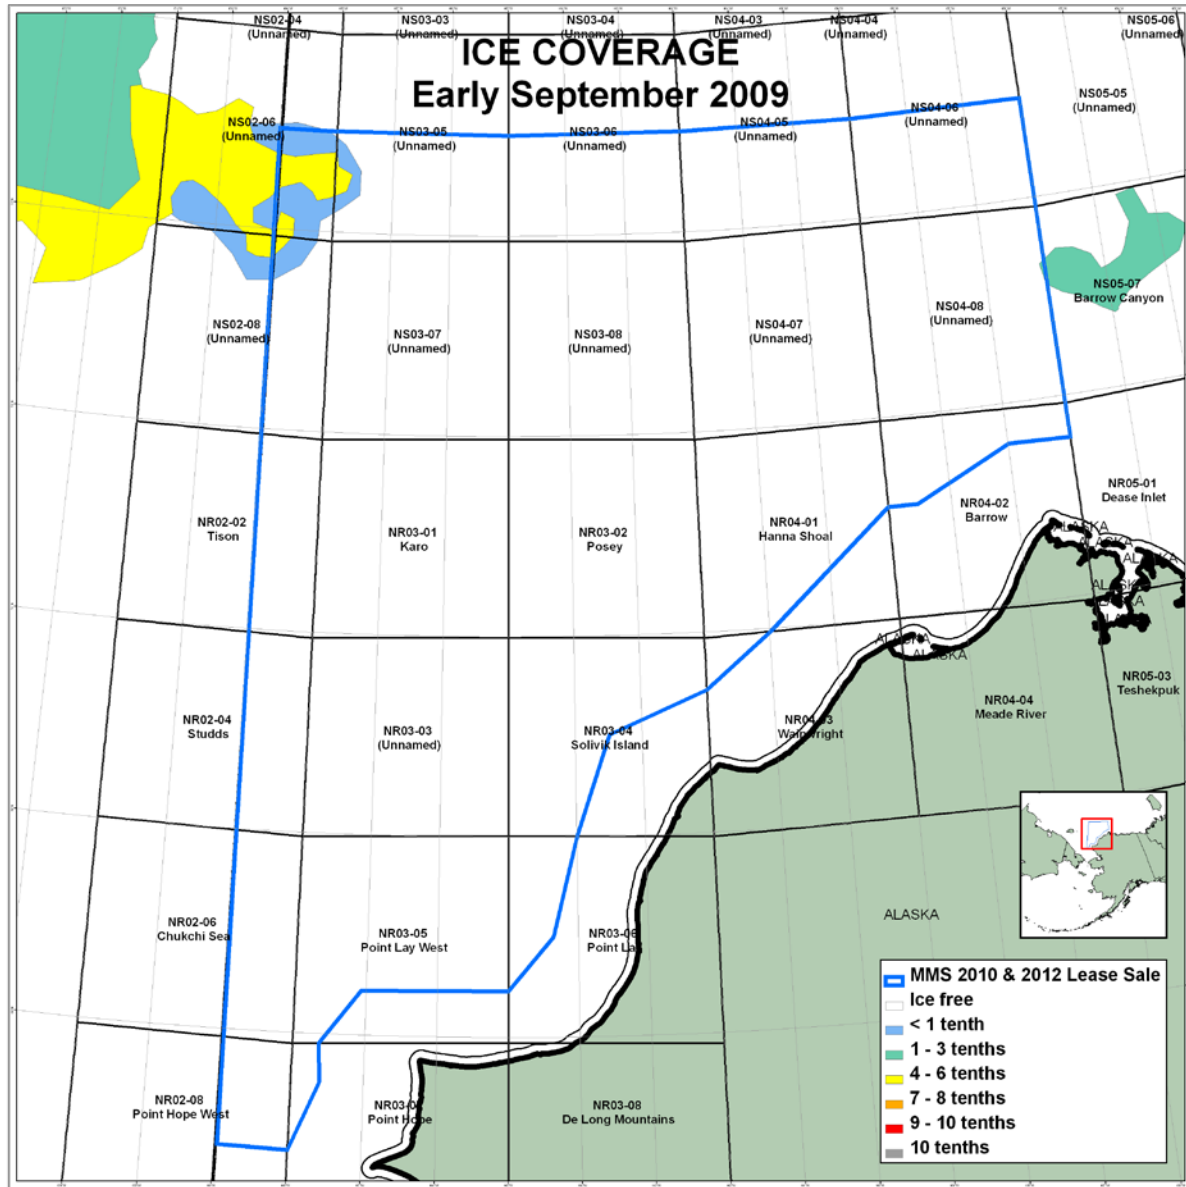 NS02-04
(Unnamed)
NS03-03
(Unnamed)
NS03-04
(Unnamed)
NS04-03
(Unnamed)
NS04-04
(Unnamed)
NS05-06
(Unnamed)
ICE COVERAGE
Early September 2009
NS02-06
(Unnamed)
NS03-05
(Unnamed)
NS03-06
(Unnamed)
NS04-05
(Unnamed)
NS04-06
(Unnamed)
NS05-05
(Unnamed)
NS02-08
(Unnamed)
NS03-07
(Unnamed)
NS03-08
(Unnamed)
NS04-07
(Unnamed)
NS04-08
(Unnamed)
NS05-07
Barrow Canyon
NR02-02
Tison
NR03-01
Karo
NR03-02
Posey
NR04-01
Hanna Shoal
NR04-02
Barrow
NR05-01
Dease Inlet
ALASKA
ALASKA
ALASKA
ALASKA
ALASKA
ALASKA
ALASKA
ALASKA
NR02-04
Studds
NR03-03
(Unnamed)
NR03-04
Solivik Island
NR04-03
Wainwright
NR04-04
Meade River
NR05-03
Teshekpuk
NR02-06
Chukchi Sea
NR03-05
Point Lay West
NR03-06
Point Lay
ALASKA
NR02-08
Point Hope West
NR03-07
Point Hope
NR03-08
De Long Mountains
MMS 2010 & 2012 Lease Sale
Ice free
< 1 tenth
1 - 3 tenths
4 - 6 tenths
7 - 8 tenths
9 - 10 tenths
10 tenths